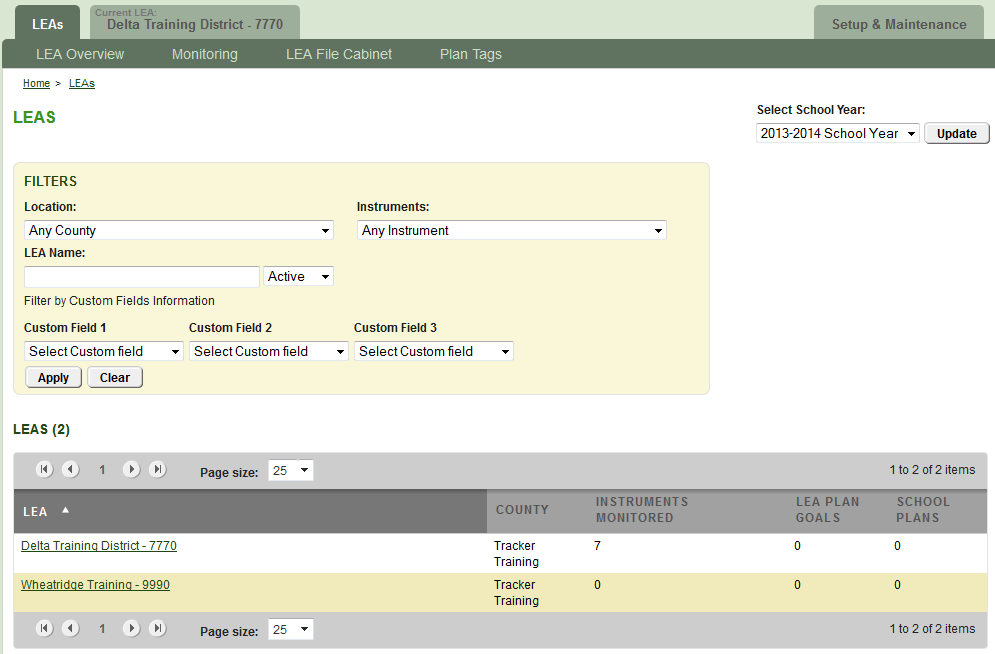 LEAs
Current LEA:
Delta Training District - 7770
Setup & Maintenance
LEA Overview Monitoring LEA File Cabinet Plan Tags
Home > LEAs
LEAS
Select School Year:
2013-2014 School Year Update
FILTERS
Location: Instruments:
Any County Any Instrument
LEA Name:
Active
Filter by Custom Fields Information
Custom Field 1 Custom Field 2 Custom Field 3
Select Custom field Select Custom field Select Custom field
Apply Clear
LEAS (2)
1 Page size: 25 1 to 2 of 2 items
LEA COUNTY INSTRUMENTS MONITORED LEA PLAN GOALS SCHOOL PLANS
Delta Training District - 7770 Tracker Training 7 0 0
Wheatridge Training - 9990 Tracker Training 0 0 0
1 Page size: 25 1 to 2 of 2 items